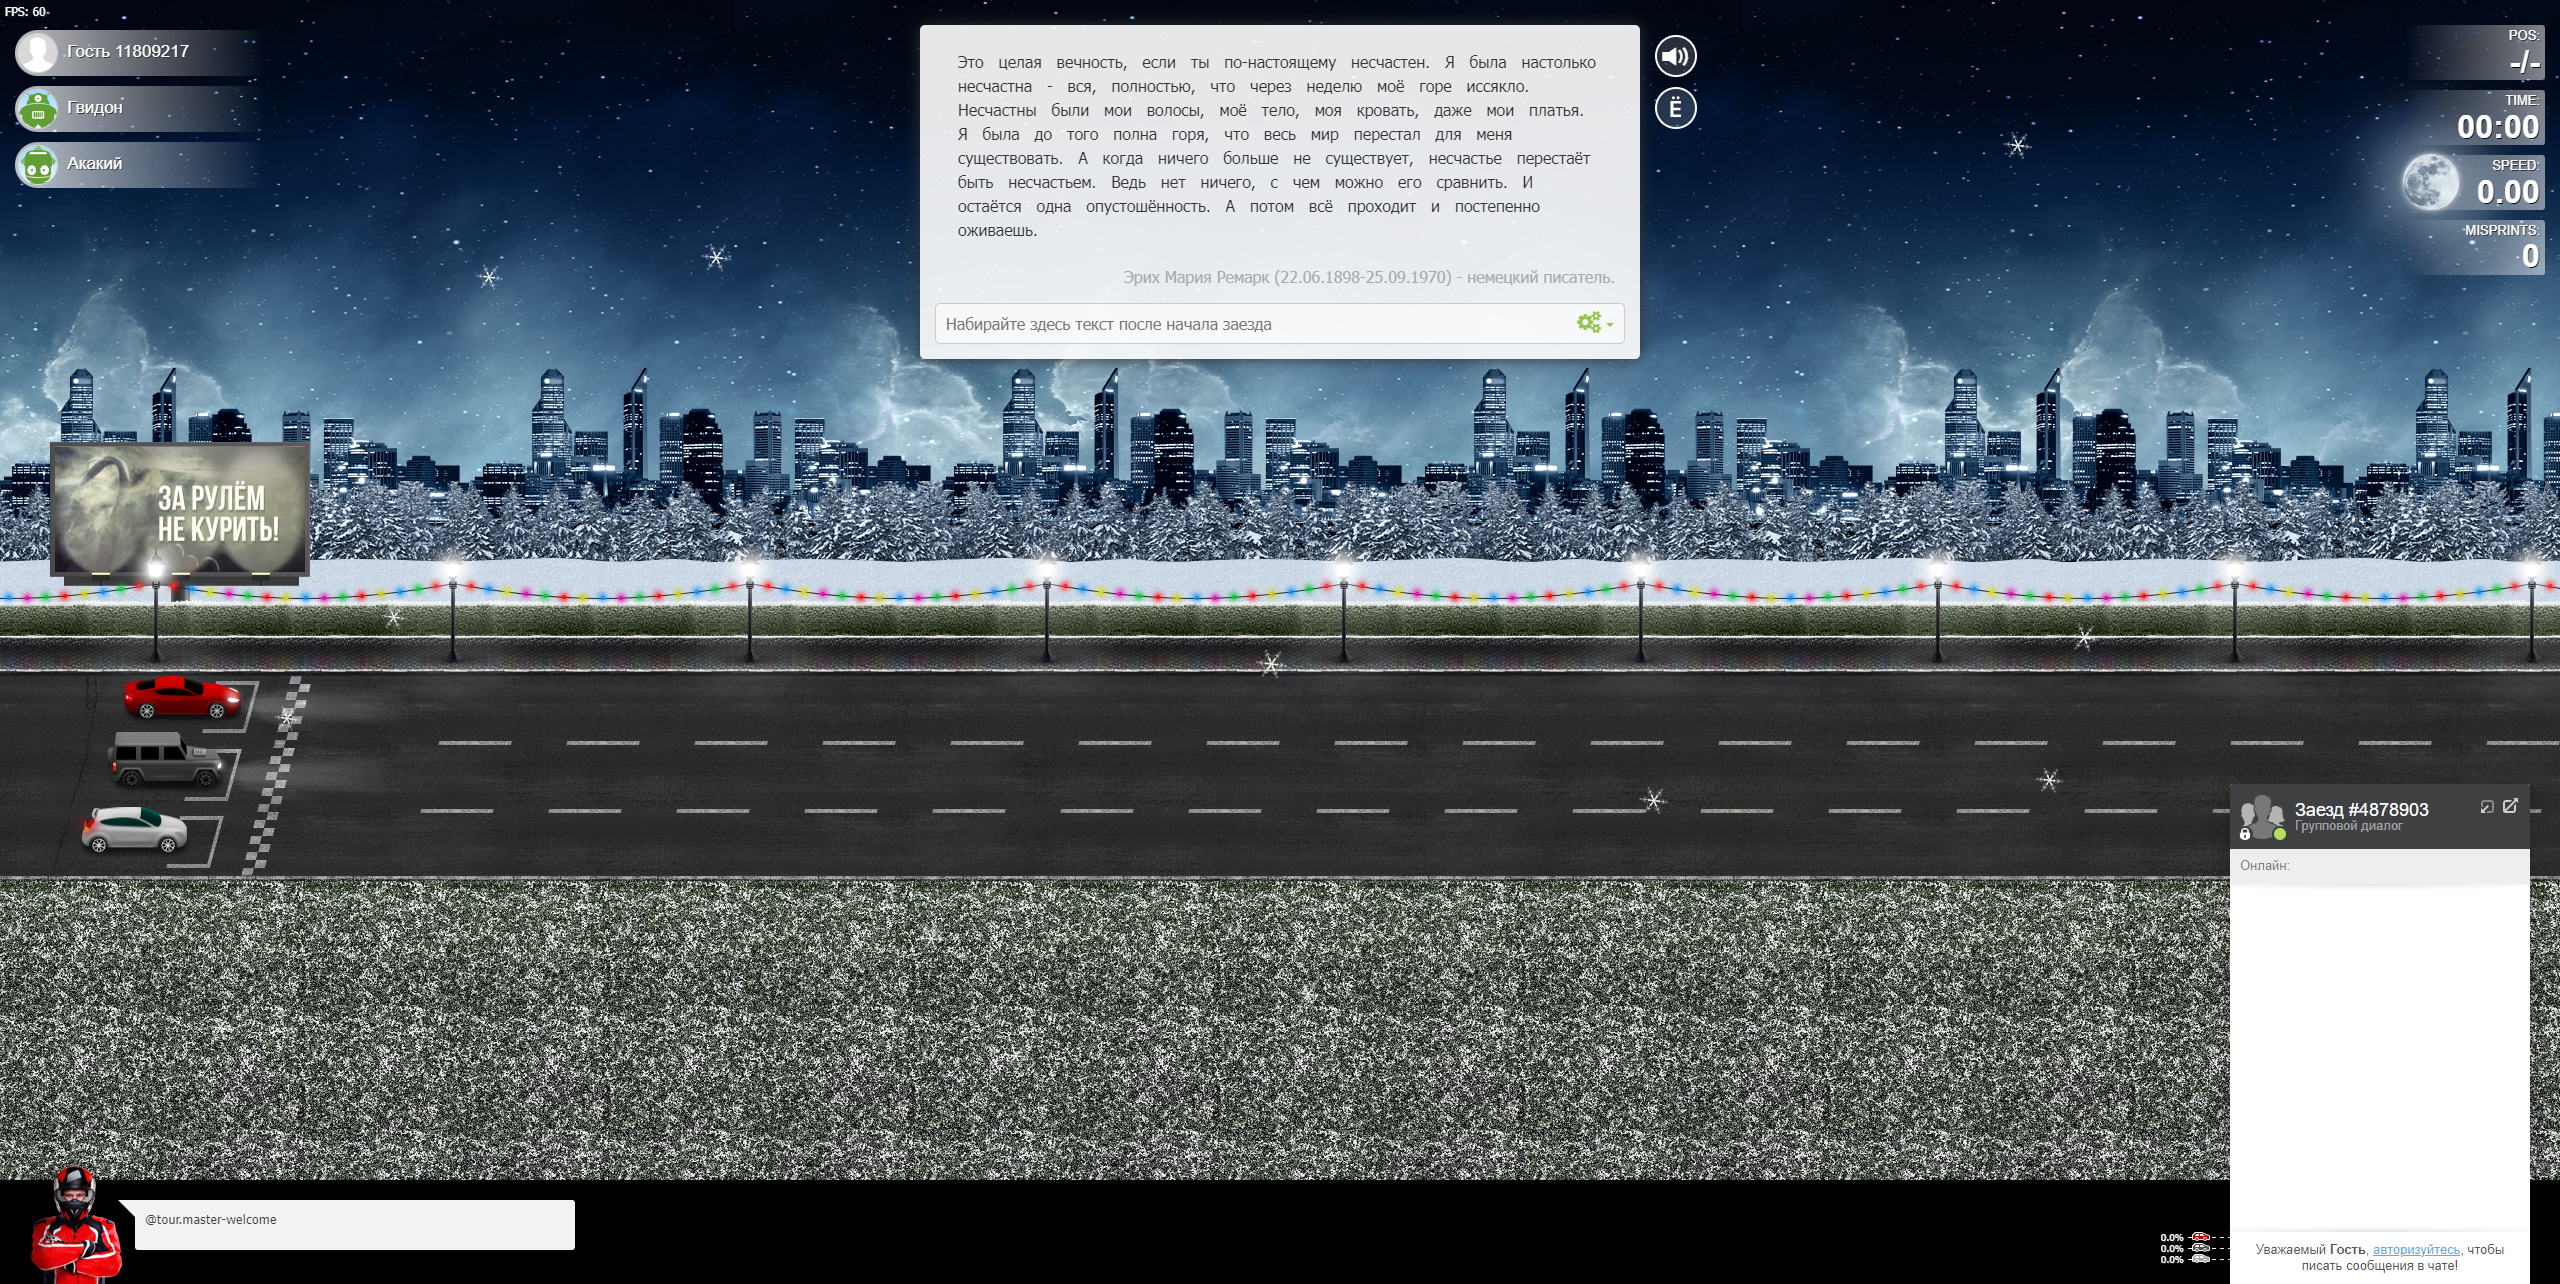 FPS: 60
Гость 11809217
Гвидон
Акакий
Это целая вечность, если ты по-настоящему несчастен. Я была настолько
несчастна - вся, полностью, что через неделю моё горе иссякло.
Несчастны были мои волосы, моё тело, моя кровать, даже мои платья.
Я была до того полна горя, что весь мир перестал для меня
существовать. А когда ничего больше не существует, несчастье перестаёт
быть несчастьем. Ведь нет ничего, с чем можно его сравнить. И
остаётся одна опустошённость. А потом всё проходит и постепенно
оживаешь.
Эрих Мария Ремарк (22.06.1898-25.09.1970) - немецкий писатель.
Набирайте здесь текст после начала заезда
Ё
POS:
-/-
TIME:
00:00
SPEED:
0.00
MISPRINTS:
0
ЗА РУЛЁМ
НЕ КУРИТЬ!
Заезд #4878903
Групповой диалог
Онлайн:
@tour.master-welcome
0.0%
0.0%
0.0%
Уважаемый Гость, авторизуйтесь, чтобы
писать сообщения в чате!